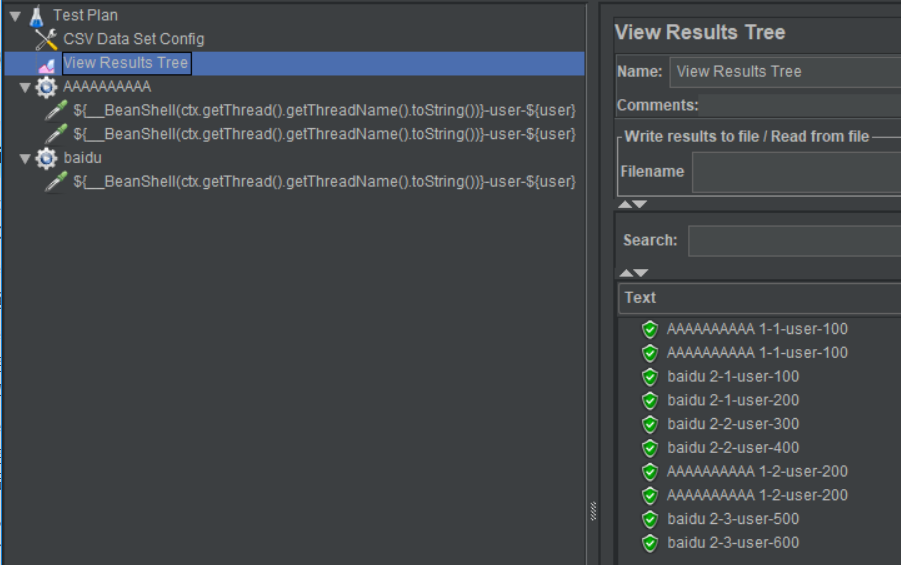 Test Plan
CSV Data Set Config
View Results Tree
AAAAAAAAAA
${__BeanShell(ctx.getThread().getThreadName().toString())}-user-${user}
${__BeanShell(ctx.getThread().getThreadName().toString())}-user-${user}
baidu
${__BeanShell(ctx.getThread().getThreadName().toString())}-user-${user}
View Results Tree
Name: View Results Tree
Comments:
Write results to file / Read from file
Filename
Search:
Text
AAAAAAAAAA 1-1-user-100
AAAAAAAAAA 1-1-user-100
baidu 2-1-user-100
baidu 2-1-user-200
baidu 2-2-user-300
baidu 2-2-user-400
AAAAAAAAAA 1-2-user-200
AAAAAAAAAA 1-2-user-200
baidu 2-3-user-500
baidu 2-3-user-600